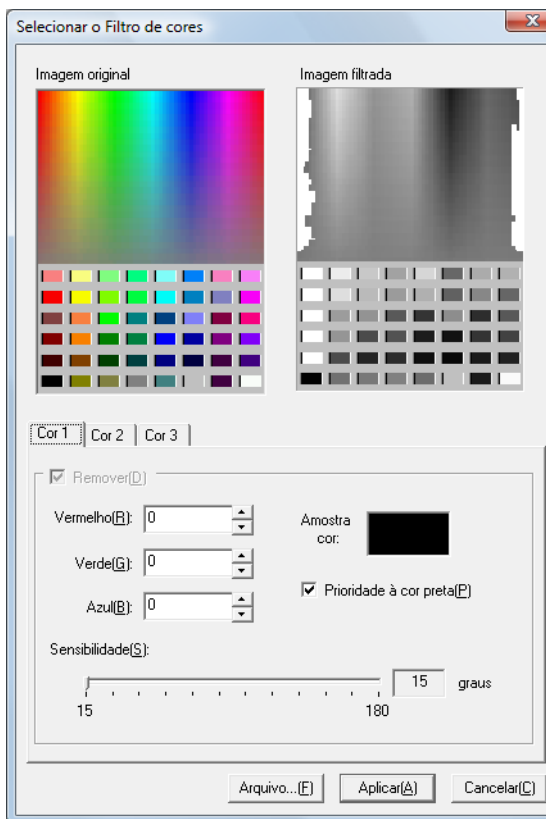 Selecionar o Filtro de cores
Imagem original
Imagem filtrada
Cor 1
Cor 2
Cor 3
Remover(D)
Vermelho(R): 0
Verde(G): 0
Azul(B): 0
Amostra
cor:
Prioridade à cor preta(P)
Sensibilidade(S):
15 graus
15
180
Arquivo...(F)
Aplicar(A)
Cancelar(C)